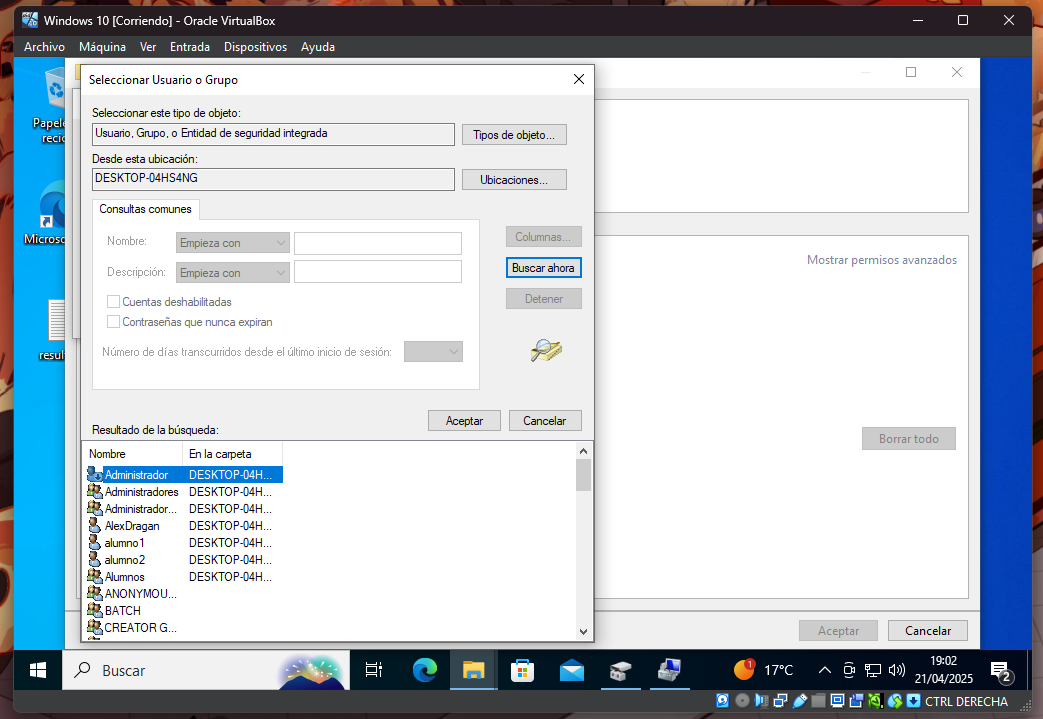 Windows 10 [Corriendo] - Oracle VirtualBox
Archivo Máquina Ver Entrada Dispositivos Ayuda
Seleccionar Usuario o Grupo
Seleccionar este tipo de objeto:
Usuario, Grupo, o Entidad de seguridad integrada
Tipos de objeto...
Desde esta ubicación:
DESKTOP-04HS4NG
Ubicaciones...
Consultas comunes
Nombre:
Empieza con
Columnas...
Descripción:
Empieza con
Buscar ahora
Cuentas deshabilitadas
Detener
Contraseñas que nunca expiran
Número de días transcurridos desde el último inicio de sesión:
Aceptar
Cancelar
Resultado de la búsqueda:
Nombre En la carpeta
Administrador DESKTOP-04H...
Administradores DESKTOP-04H...
Administrador... DESKTOP-04H...
AlexDragan DESKTOP-04H...
alumno1 DESKTOP-04H...
alumno2 DESKTOP-04H...
Alumnos DESKTOP-04H...
ANONYMOU...
BATCH
CREATOR G...
Mostrar permisos avanzados
Borrar todo
Aceptar
Cancelar
Papele
recic
Microso
resul
Buscar
1
17°C
19:02
21/04/2025
2
CTRL DERECHA